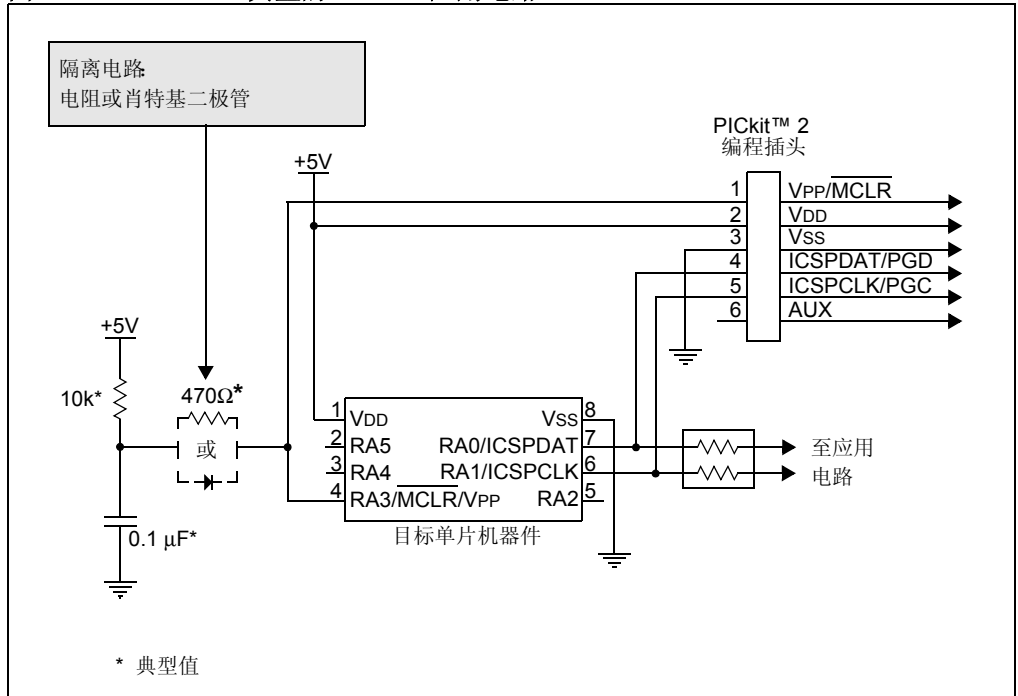 隔离电路
电阻或肖特基二极管
PICkit™ 2
编程插头
+5V
1 VPP/MCLR
2 VDD
3 VSS
4 ICSPDAT/PGD
5 ICSPCLK/PGC
6 AUX
+5V
10k*
470Ω*
或
0.1 μF*
1 VDD
2 RA5
3 RA4
4 RA3/MCLR/VPP
VSS 8
RA0/ICSPDAT 7
RA1/ICSPCLK 6
RA2 5
目标单片机器件
至应用
电路
* 典型值